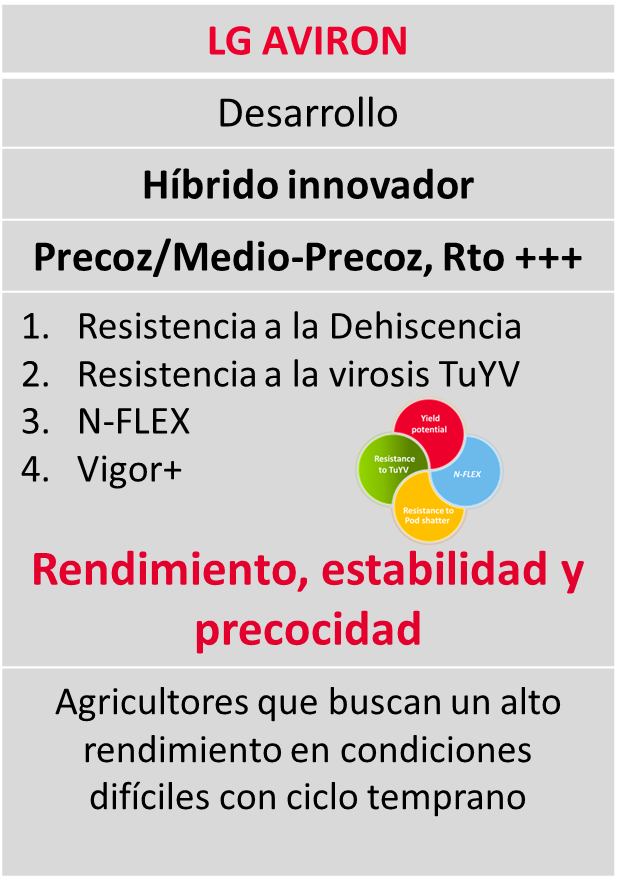 LG AVIRON
Desarrollo
Híbrido innovador
Precoz/Medio-Precoz, Rto +++
1. Resistencia a la Dehiscencia
2. Resistencia a la virosis TuYV
3. N-FLEX
4. Vigor+
Yield
potential
Resistance
to TuYV
N-FLEX
Resistance to
Pod shatter
Rendimiento, estabilidad y
precocidad
Agricultores que buscan un alto
rendimiento en condiciones
difíciles con ciclo temprano